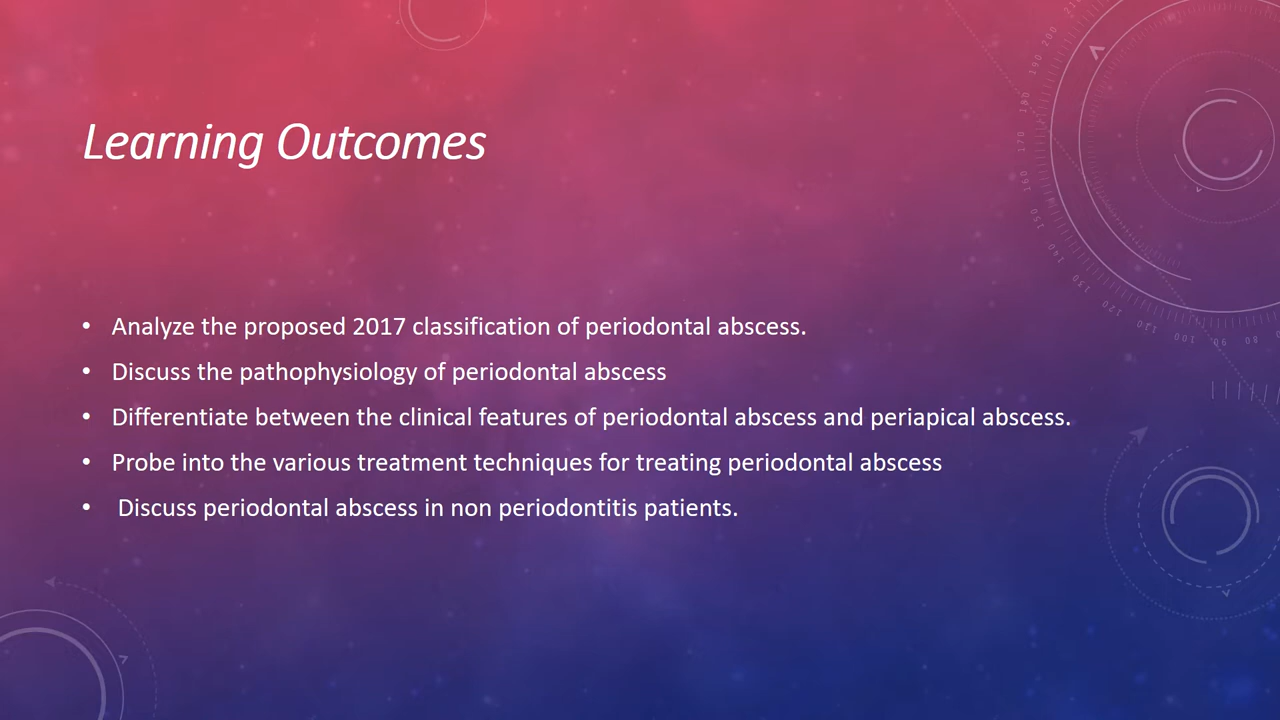 Learning Outcomes
• Analyze the proposed 2017 classification of periodontal abscess.
• Discuss the pathophysiology of periodontal abscess
• Differentiate between the clinical features of periodontal abscess and periapical abscess.
• Probe into the various treatment techniques for treating periodontal abscess
• Discuss periodontal abscess in non periodontitis patients.